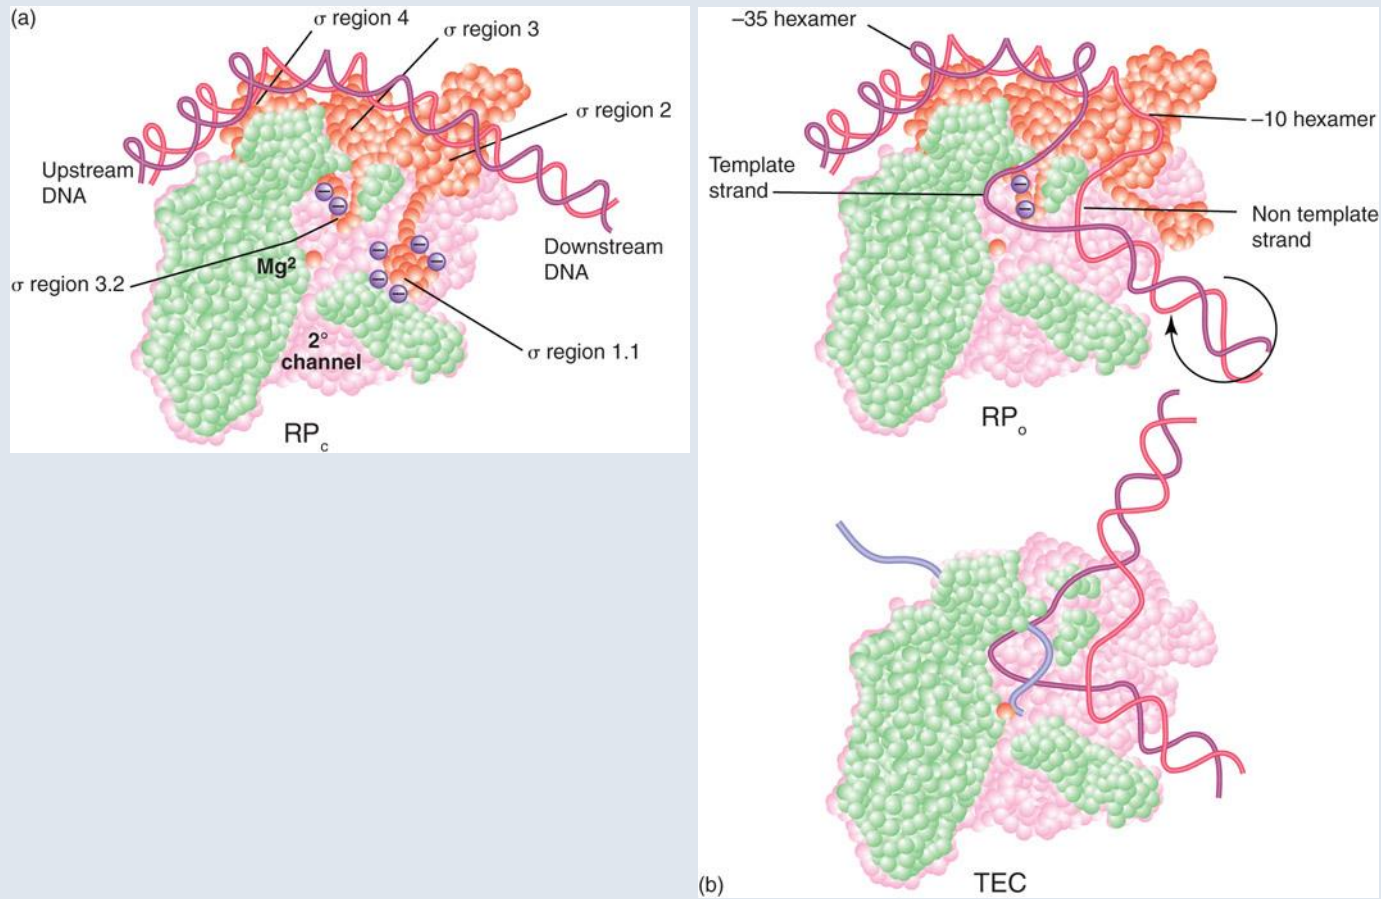 (a)
σ region 4
σ region 3
σ region 2
Upstream
DNA
Downstream
DNA
Mg²
σ region 3.2
2°
channel
σ region 1.1
RPc
−
−
−
−
−
−
−
–35 hexamer
–10 hexamer
Template
strand
Non template
strand
−
−
RPo
(b)
TEC